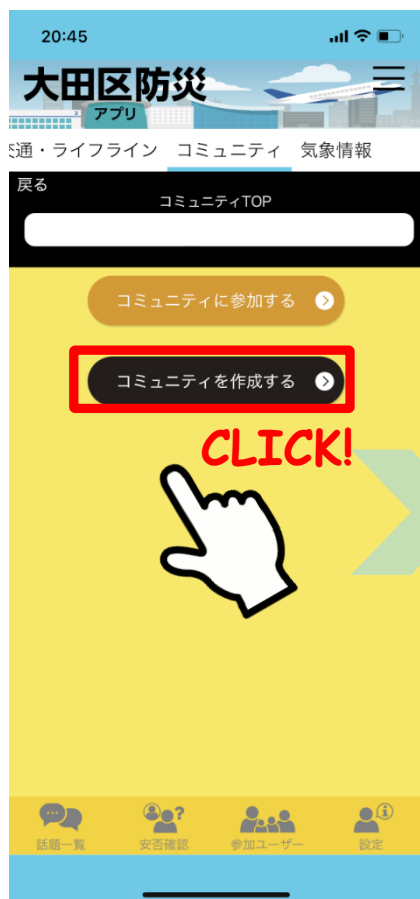 20:45
大田区防災
アプリ
通・ライフライン コミュニティ 気象情報
戻る
コミュニティTOP
コミュニティに参加する
コミュニティを作成する
CLICK!
話題一覧 安否確認 参加ユーザー 設定